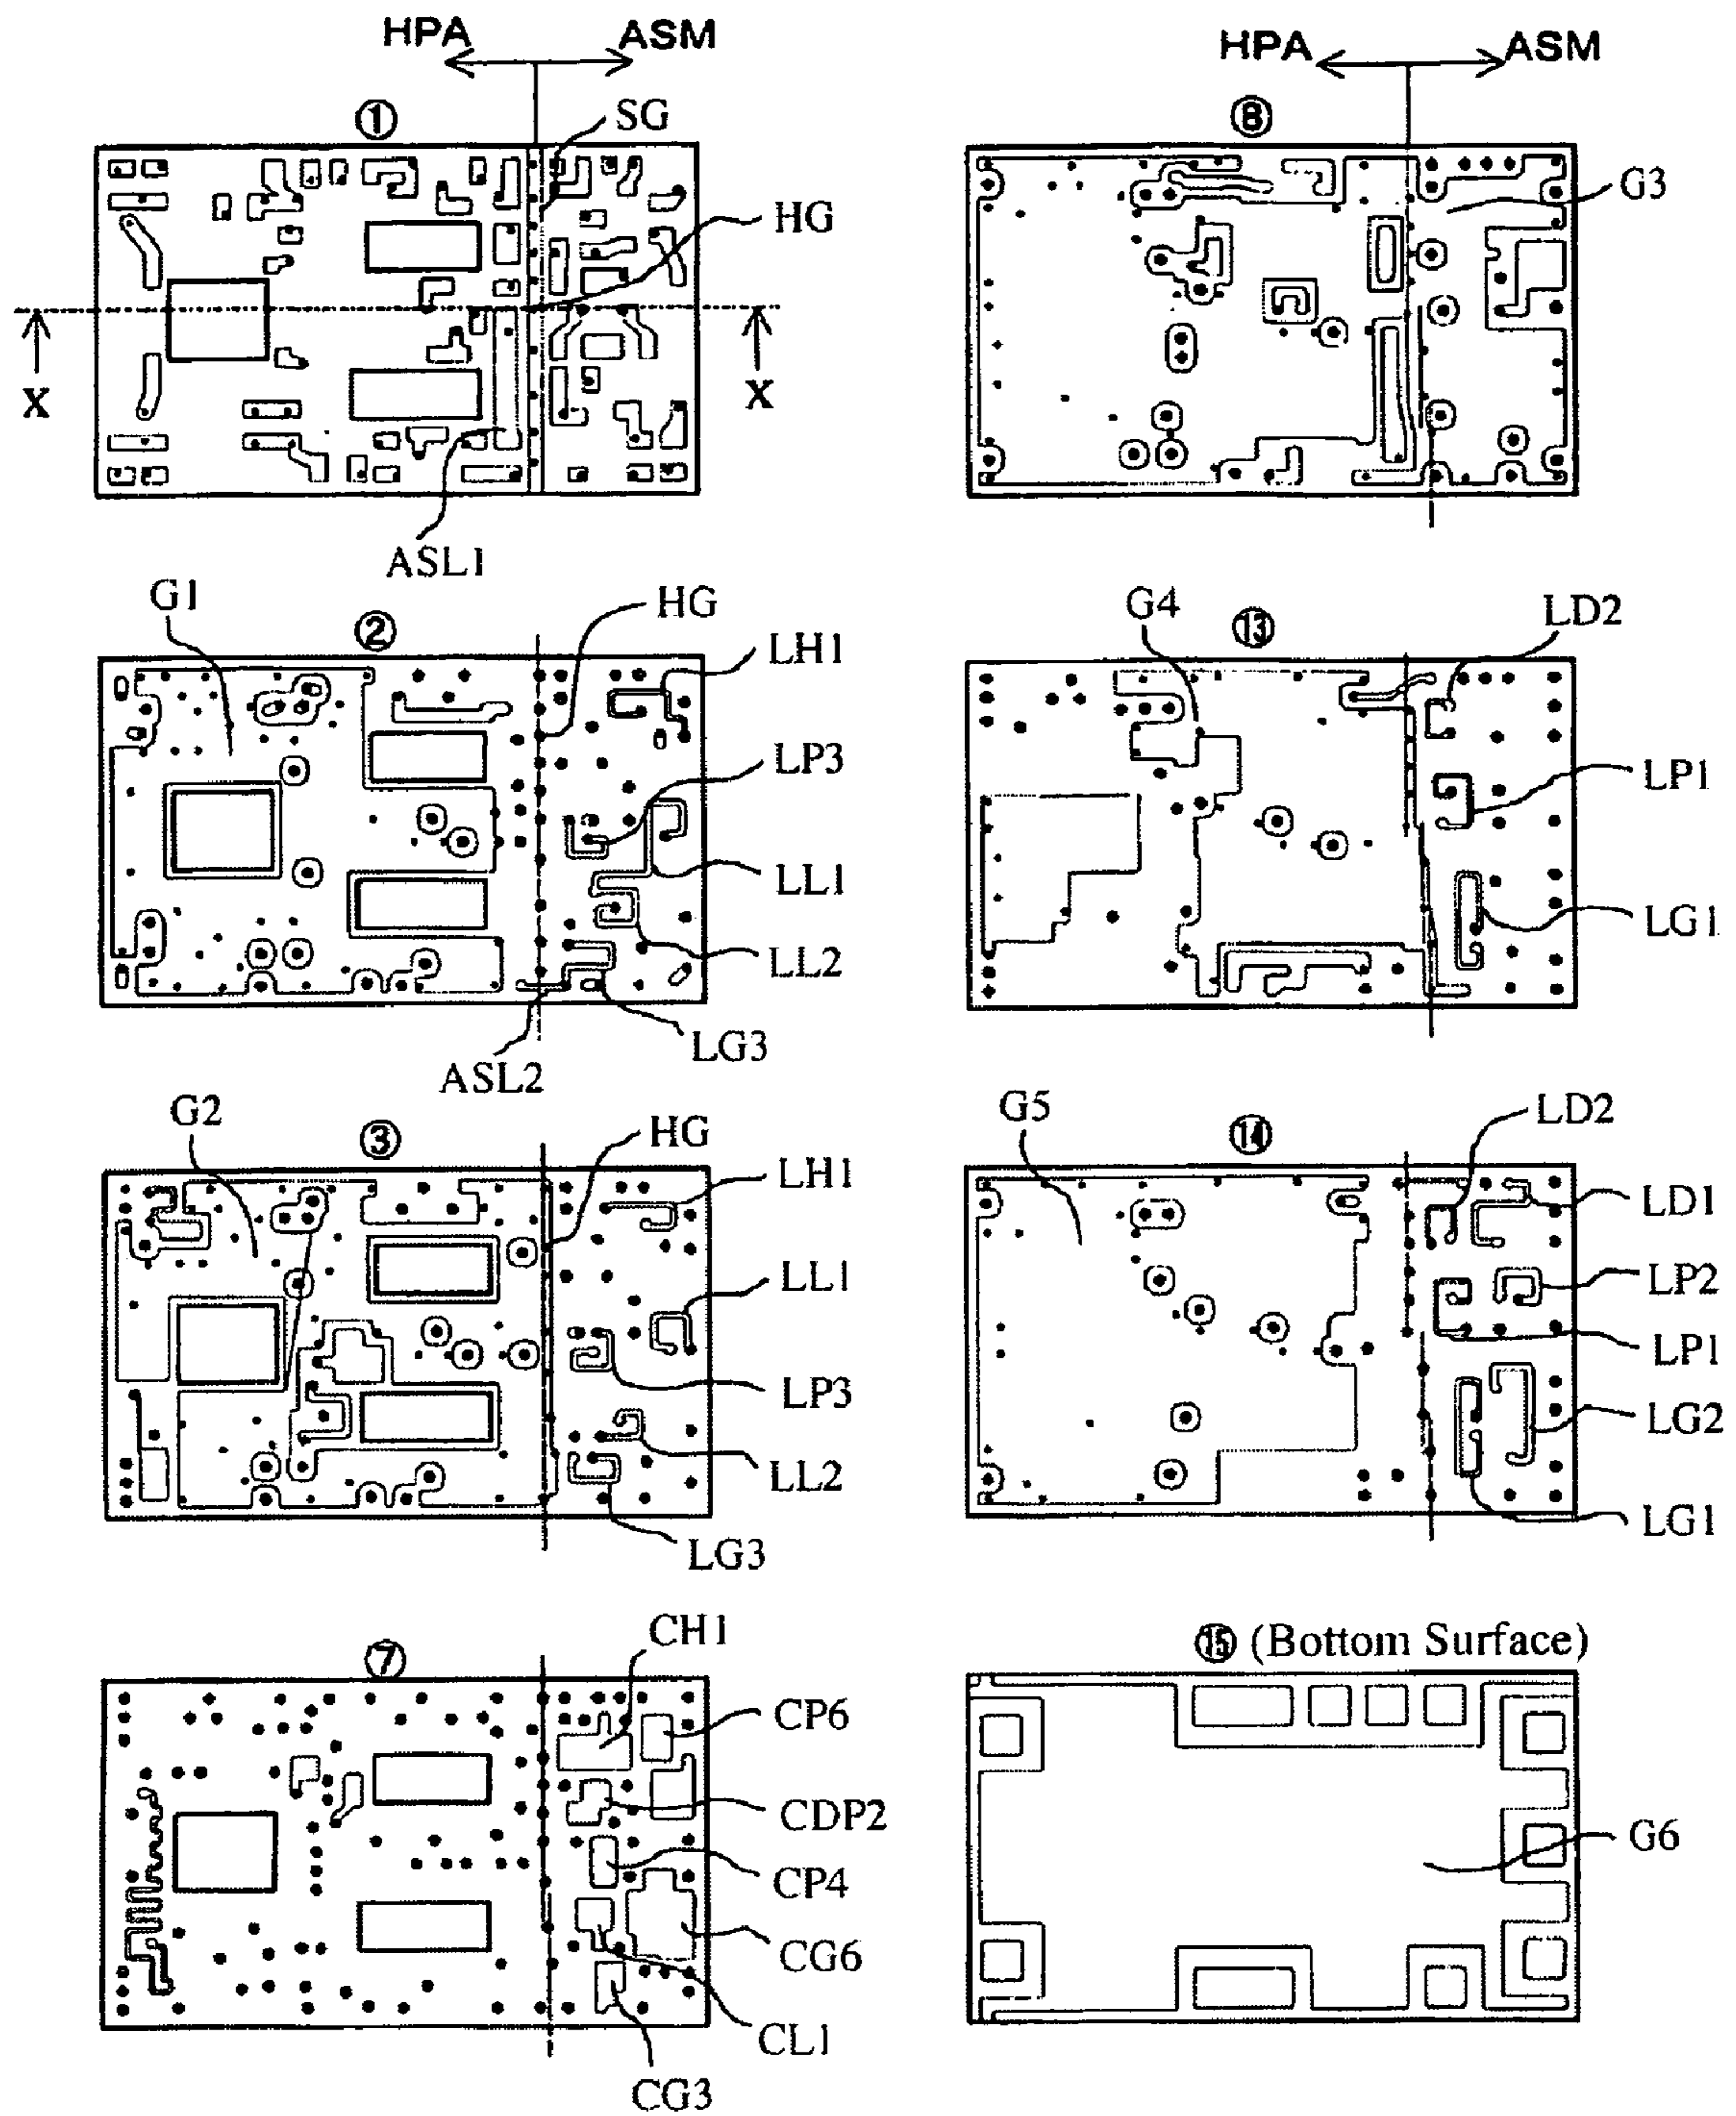 HPA ASM
①
SG
HG
X X
ASL1
G1
②
HG
LH1
LP3
LL1
LL2
LG3
ASL2
G2
③
HG
LH1
LL1
LP3
LL2
LG3
⑦
CH1
CP6
CDP2
CP4
CG6
CL1
CG3
HPA ASM
⑧
G3
G4
⑬
LD2
LP1
LG1
G5
⑭
LD2
LD1
LP2
LP1
LG2
LG1
⑮ (Bottom Surface)
G6